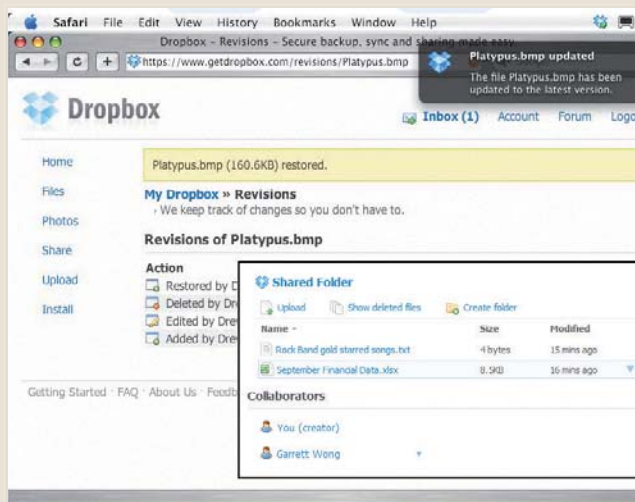 Safari File Edit View History Bookmarks Window Help
Dropbox – Revisions – Secure backup, sync and sharing made easy
https://www.getdropbox.com/revisions/Platypus.bmp
Platypus.bmp updated
The file Platypus.bmp has been
updated to the latest version.
Dropbox
Inbox (1) Account Forum Logo
Home
Files
Photos
Share
Upload
Install
Platypus.bmp (160.6KB) restored.
My Dropbox » Revisions
› We keep track of changes so you don't have to.
Revisions of Platypus.bmp
Action
Restored by D
Deleted by Dre
Edited by Dre
Added by Dre
Shared Folder
Upload Show deleted files Create folder
Name Size Modified
Rock Band gold starred songs.txt 4 bytes 15 mins ago
September Financial Data.xlsx 8.5KB 16 mins ago
Collaborators
You (creator)
Garrett Wong
Getting Started · FAQ · About Us · Feedb